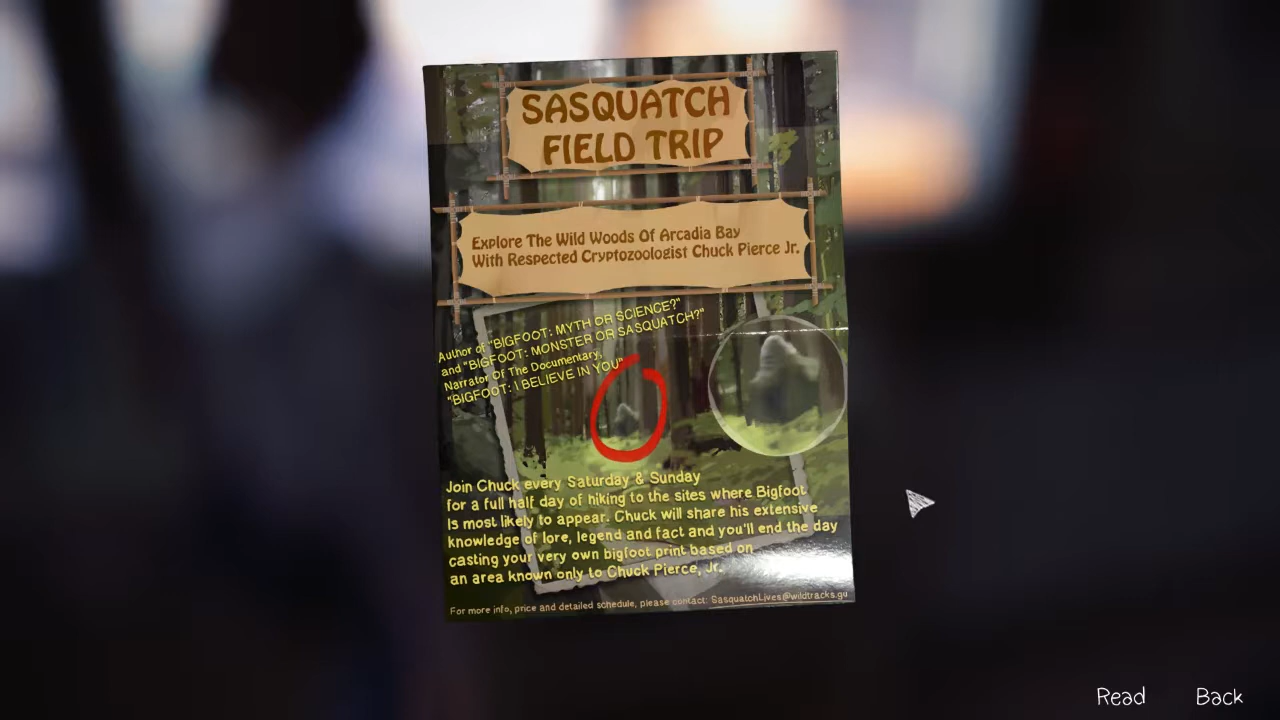 SASQUATCH
FIELD TRIP
Explore The Wild Woods Of Arcadia Bay
With Respected Cryptozoologist Chuck Pierce Jr.
Author of "BIGFOOT: MYTH OR SCIENCE?"
and "BIGFOOT: MONSTER OR SASQUATCH?"
Narrator Of The Documentary,
"BIGFOOT: I BELIEVE IN YOU"
Join Chuck every Saturday & Sunday
for a full half day of hiking to the sites where Bigfoot
Is most likely to appear. Chuck will share his extensive
knowledge of lore, legend and fact and you'll end the day
casting your very own bigfoot print based on
an area known only to Chuck Pierce, Jr.
For more info, price and detailed schedule, please contact: SasquatchLives@wildtracks.gu
Read Back